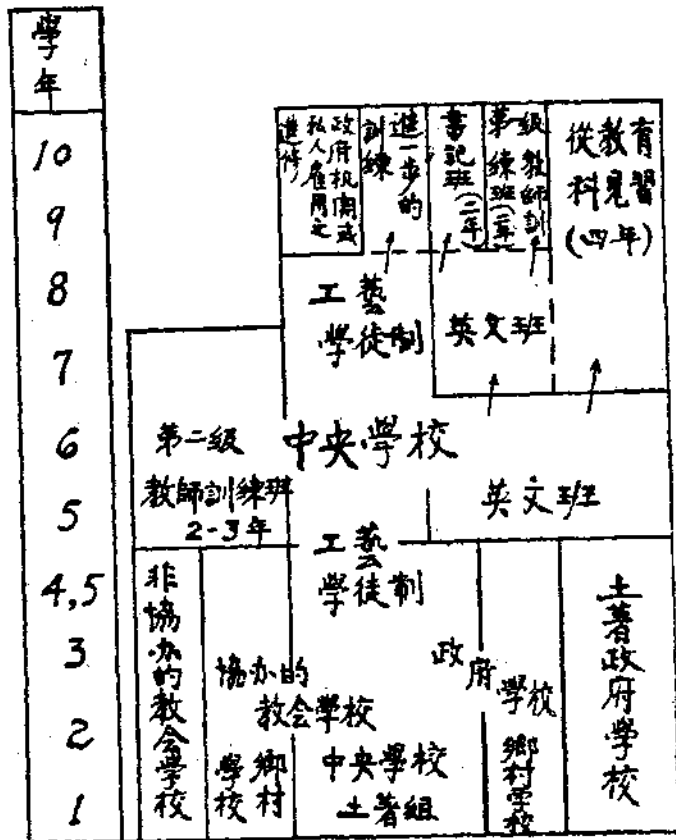 學年
10
9
8
7
6
5
4,5
3
2
1
政府机関或
私人雇用之
進修
進一步的
訓練
書記班(二年)
第一級教師訓
練班(二年)
教育
從見習
科
(四年)
工藝
學徒制
英文班
第二級
教師訓練班
2-3年
中央學校
英文班
工藝
學徒制
非協办的教会學校
協办的
教会學校
鄉村
學校
中央學校
土著組
政府
學校
鄉村学校
土著政府學校